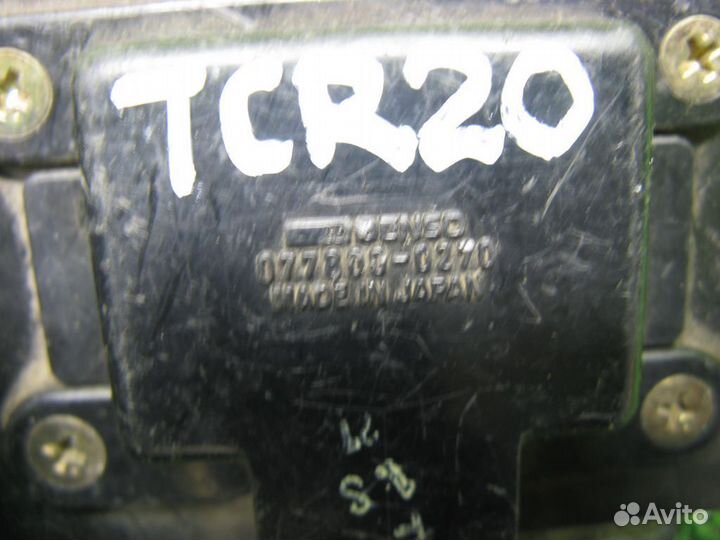 TCR20
DENSO
077800-0270
MADE IN JAPAN
Avito